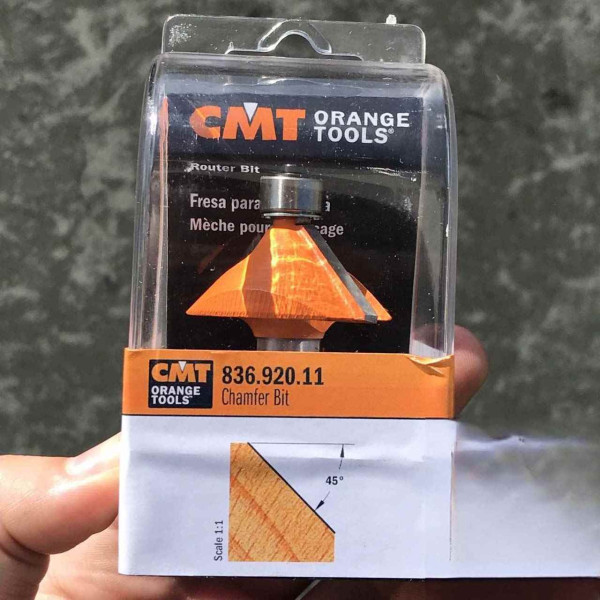 CMT ORANGE
TOOLS®
Router Bit
Fresa para
Mèche pour
CMT
ORANGE
TOOLS
836.920.11
Chamfer Bit
45°
Scale 1:1